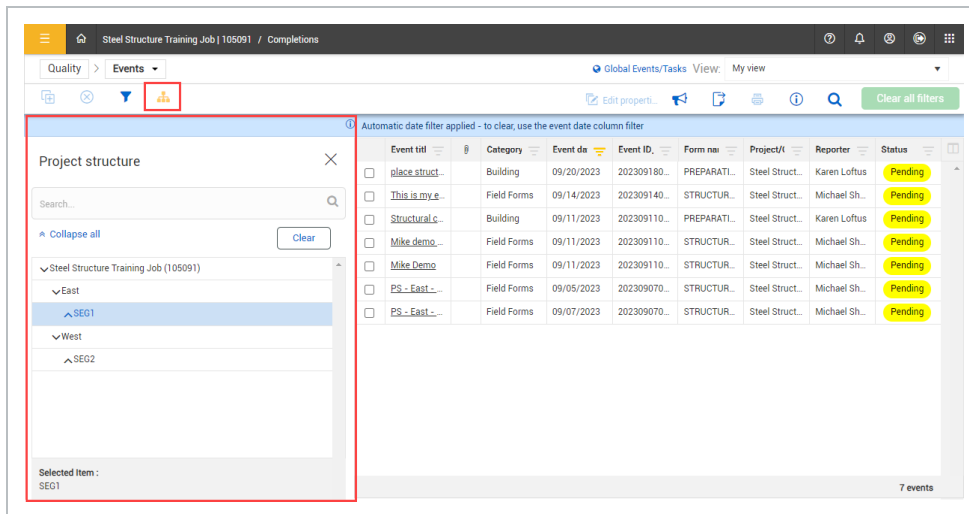 Steel Structure Training Job | 105091 / Completions
Quality > Events
Global Events/Tasks View: My view
Edit properti...
Clear all filters
Automatic date filter applied - to clear, use the event date column filter
Project structure
Search...
Collapse all
Clear
Steel Structure Training Job (105091)
East
SEG1
West
SEG2
Selected Item :
SEG1
Event titl Category Event da Event ID, Form nar Project/( Reporter Status
place struct... Building 09/20/2023 202309180... PREPARATI... Steel Struct... Karen Loftus Pending
This is my e... Field Forms 09/14/2023 202309140... STRUCTUR... Steel Struct... Michael Sh... Pending
Structural c... Building 09/11/2023 202309110... PREPARATI... Steel Struct... Karen Loftus Pending
Mike demo ... Field Forms 09/11/2023 202309110... STRUCTUR... Steel Struct... Michael Sh... Pending
Mike Demo Field Forms 09/11/2023 202309110... STRUCTUR... Steel Struct... Michael Sh... Pending
PS - East - ... Field Forms 09/05/2023 202309070... STRUCTUR... Steel Struct... Michael Sh... Pending
PS - East - ... Field Forms 09/07/2023 202309070... STRUCTUR... Steel Struct... Michael Sh... Pending
7 events